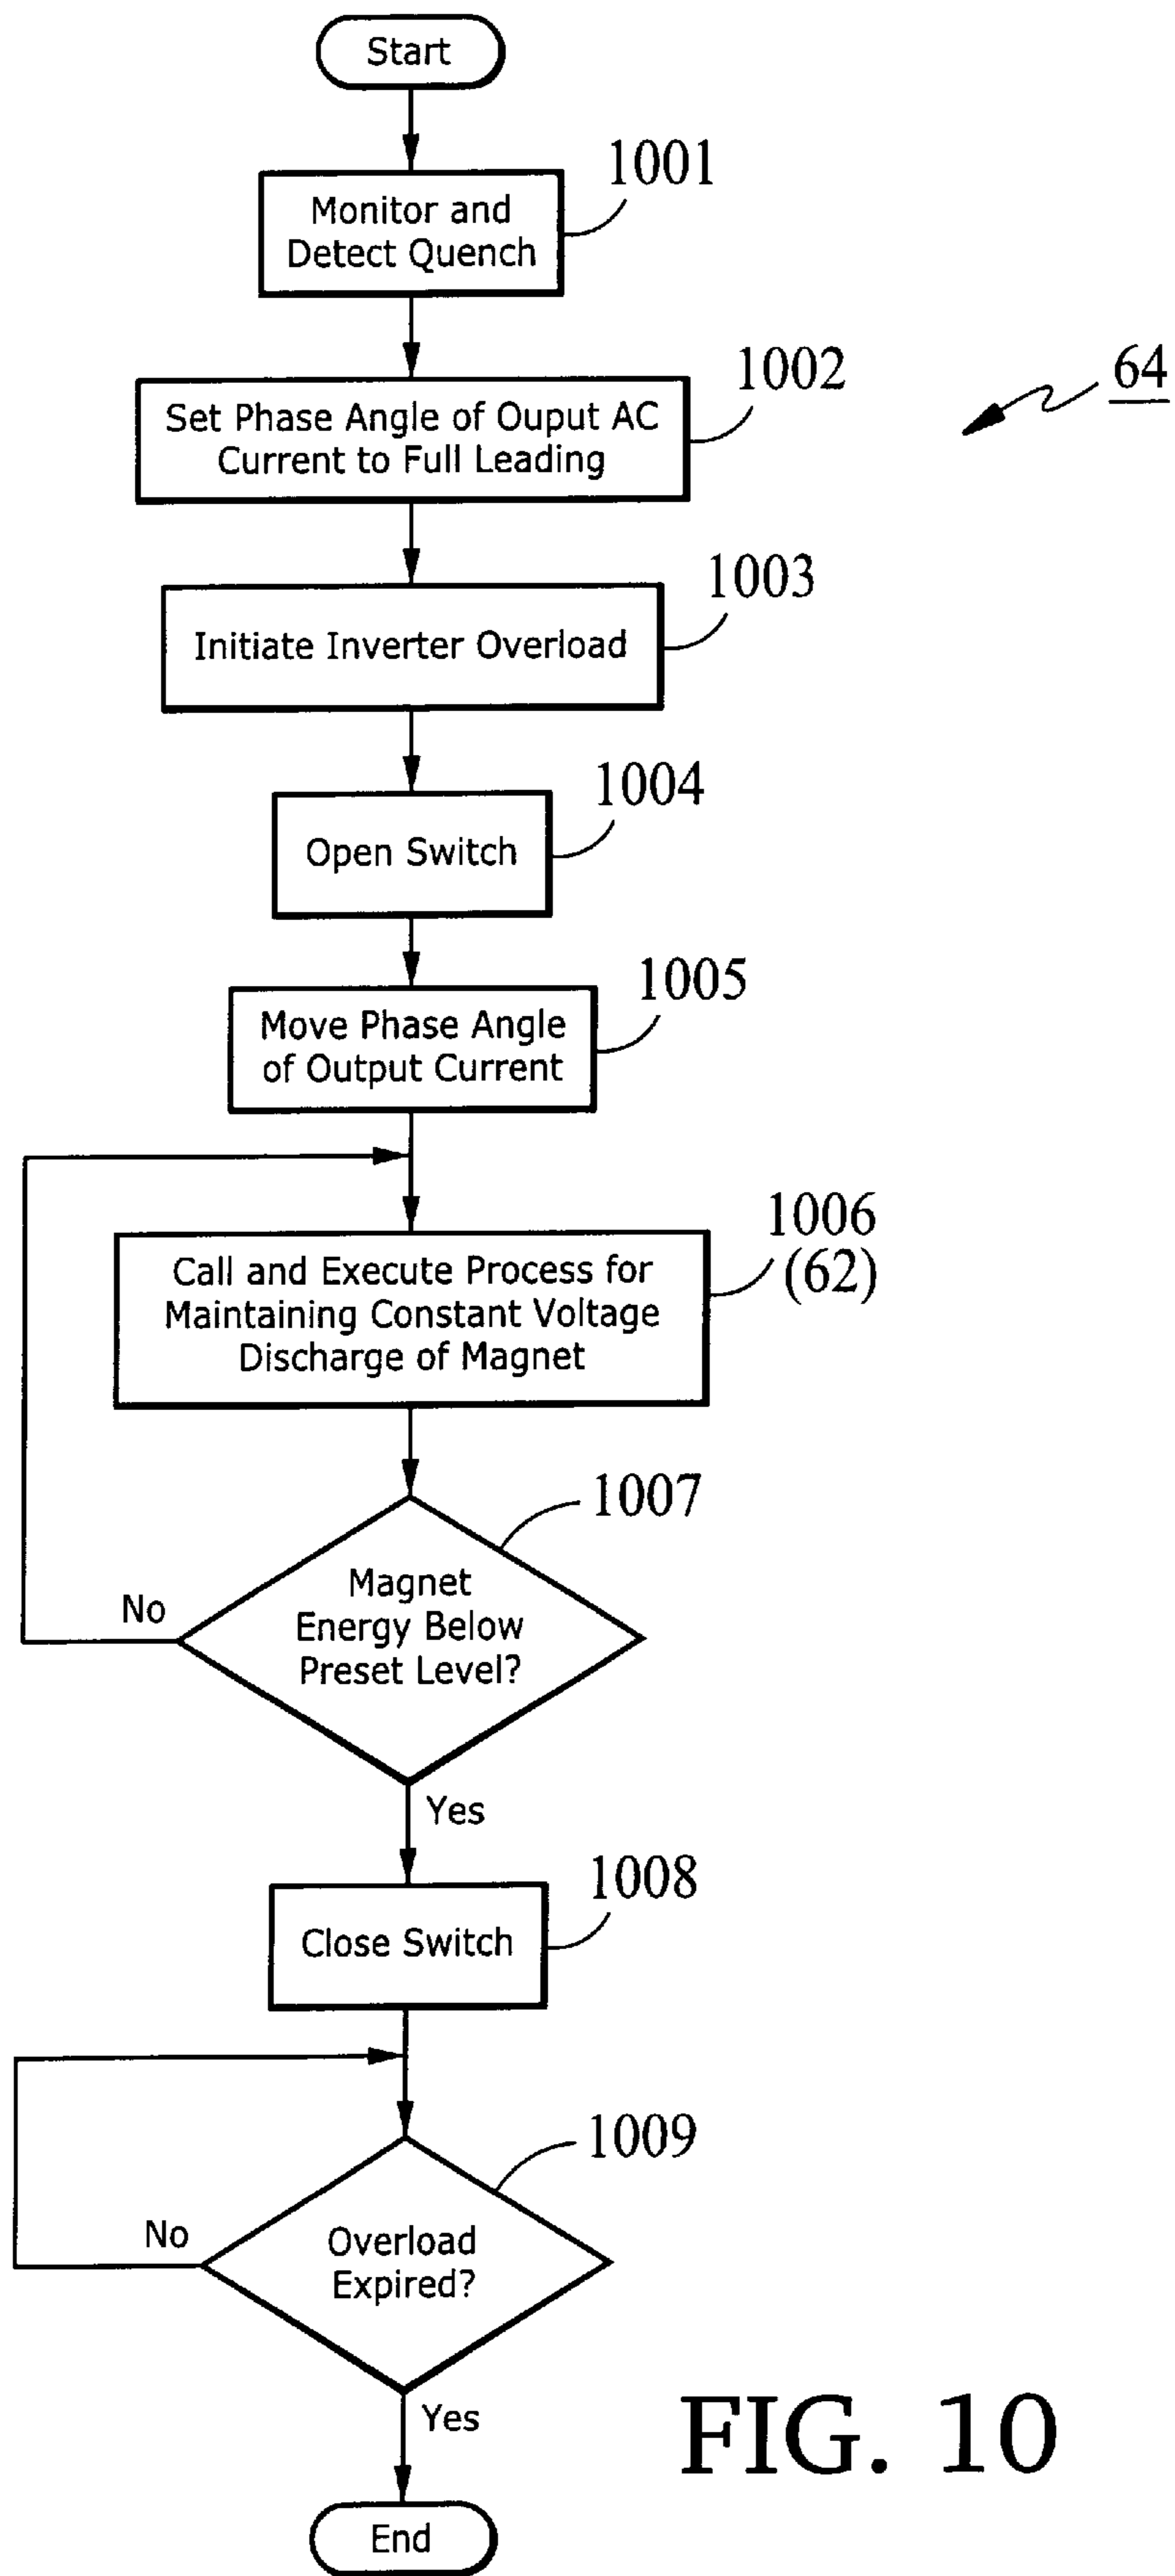 Start
1001
Monitor and
Detect Quench
1002
64
Set Phase Angle of Ouput AC
Current to Full Leading
1003
Initiate Inverter Overload
1004
Open Switch
1005
Move Phase Angle
of Output Current
1006
(62)
Call and Execute Process for
Maintaining Constant Voltage
Discharge of Magnet
1007
Magnet
Energy Below
Preset Level?
No
Yes
1008
Close Switch
1009
Overload
Expired?
No
Yes
End
FIG. 10